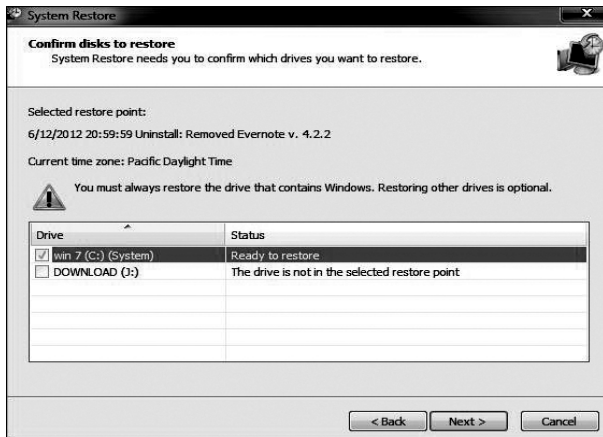 System Restore
Confirm disks to restore
System Restore needs you to confirm which drives you want to restore.
Selected restore point:
6/12/2012 20:59:59 Uninstall: Removed Evernote v. 4.2.2
Current time zone: Pacific Daylight Time
You must always restore the drive that contains Windows. Restoring other drives is optional.
Drive Status
win 7 (C:) (System) Ready to restore
DOWNLOAD (J:) The drive is not in the selected restore point
< Back Next > Cancel